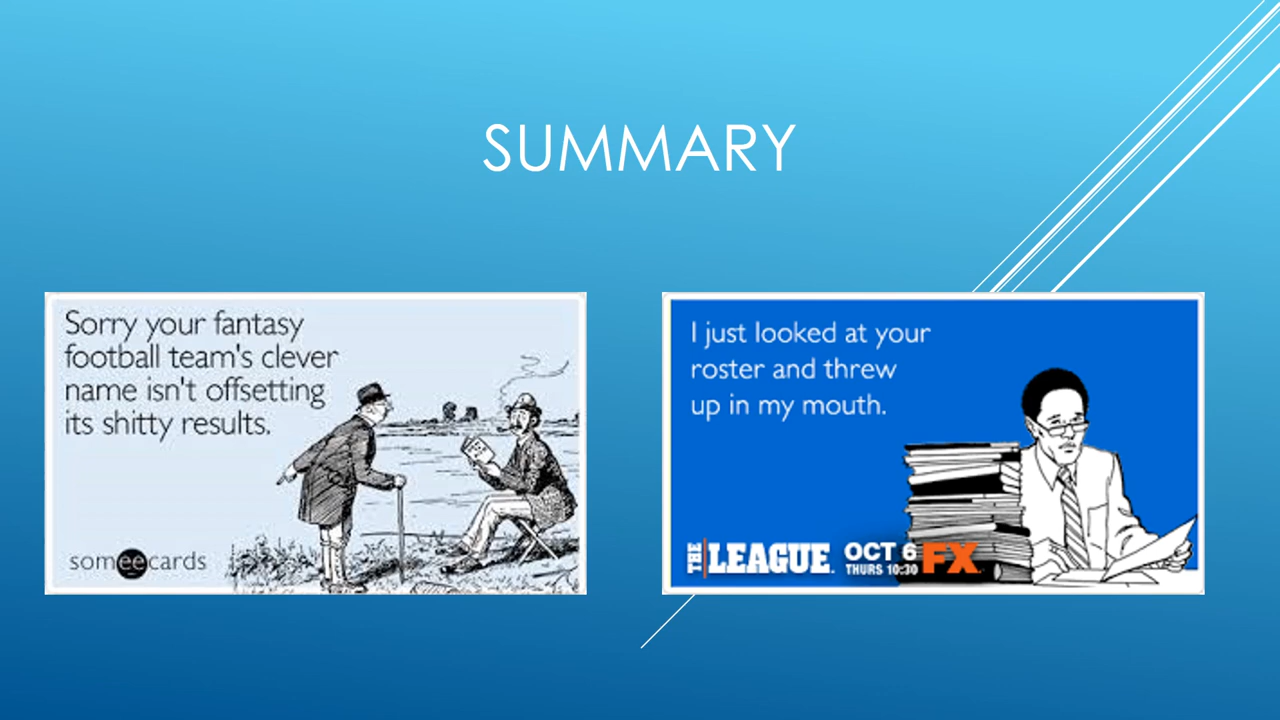 SUMMARY
Sorry your fantasy
football team's clever
name isn't offsetting
its shitty results.
someecards
I just looked at your
roster and threw
up in my mouth.
THE LEAGUE. OCT 6 FX
THURS 10:30